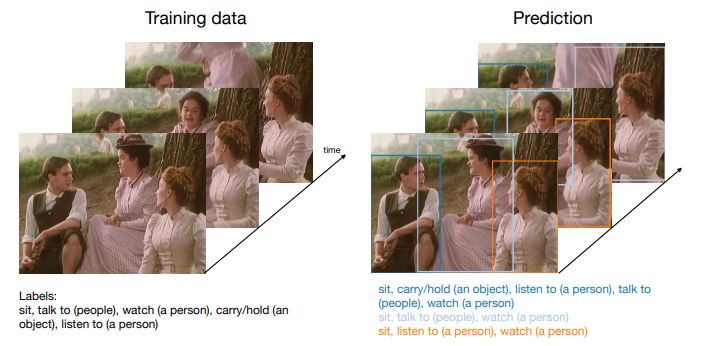 Training data
Prediction
time
Labels:
sit, talk to (people), watch (a person), carry/hold (an
object), listen to (a person)
sit, carry/hold (an object), listen to (a person), talk to
(people), watch (a person)
sit, talk to (people), watch (a person)
sit, listen to (a person), watch (a person)